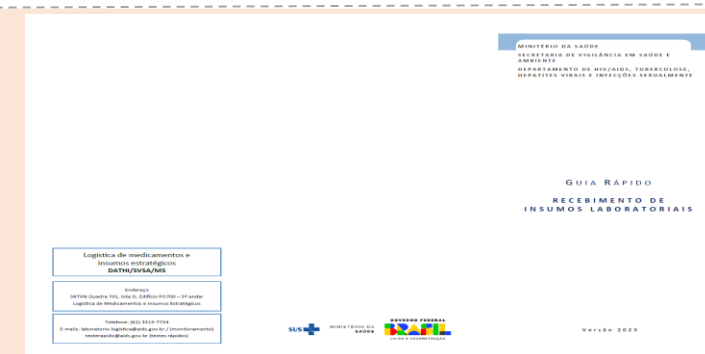 MINISTÉRIO DA SAÚDE
SECRETARIA DE VIGILÂNCIA EM SAÚDE E
AMBIENTE
DEPARTAMENTO DE HIV/AIDS, TUBERCULOSE,
HEPATITES VIRAIS E INFECÇÕES SEXUALMENTE
GUIA RÁPIDO
RECEBIMENTO DE
INSUMOS LABORATORIAIS
Logística de medicamentos e
insumos estratégicos
DATHI/SVSA/MS
Endereço
SRTVN Quadra 701, lote D, Edifício PO700 – 5º andar
Logística de Medicamentos e Insumos Estratégicos
Telefone: (61) 3315-7734
E-mails: laboratorio.logistica@aids.gov.br / (monitoramento)
testerapido@aids.gov.br (testes rápidos)
SUS
MINISTÉRIO DA
SAÚDE
GOVERNO FEDERAL
BRASIL
UNIÃO E RECONSTRUÇÃO
Versão 2023